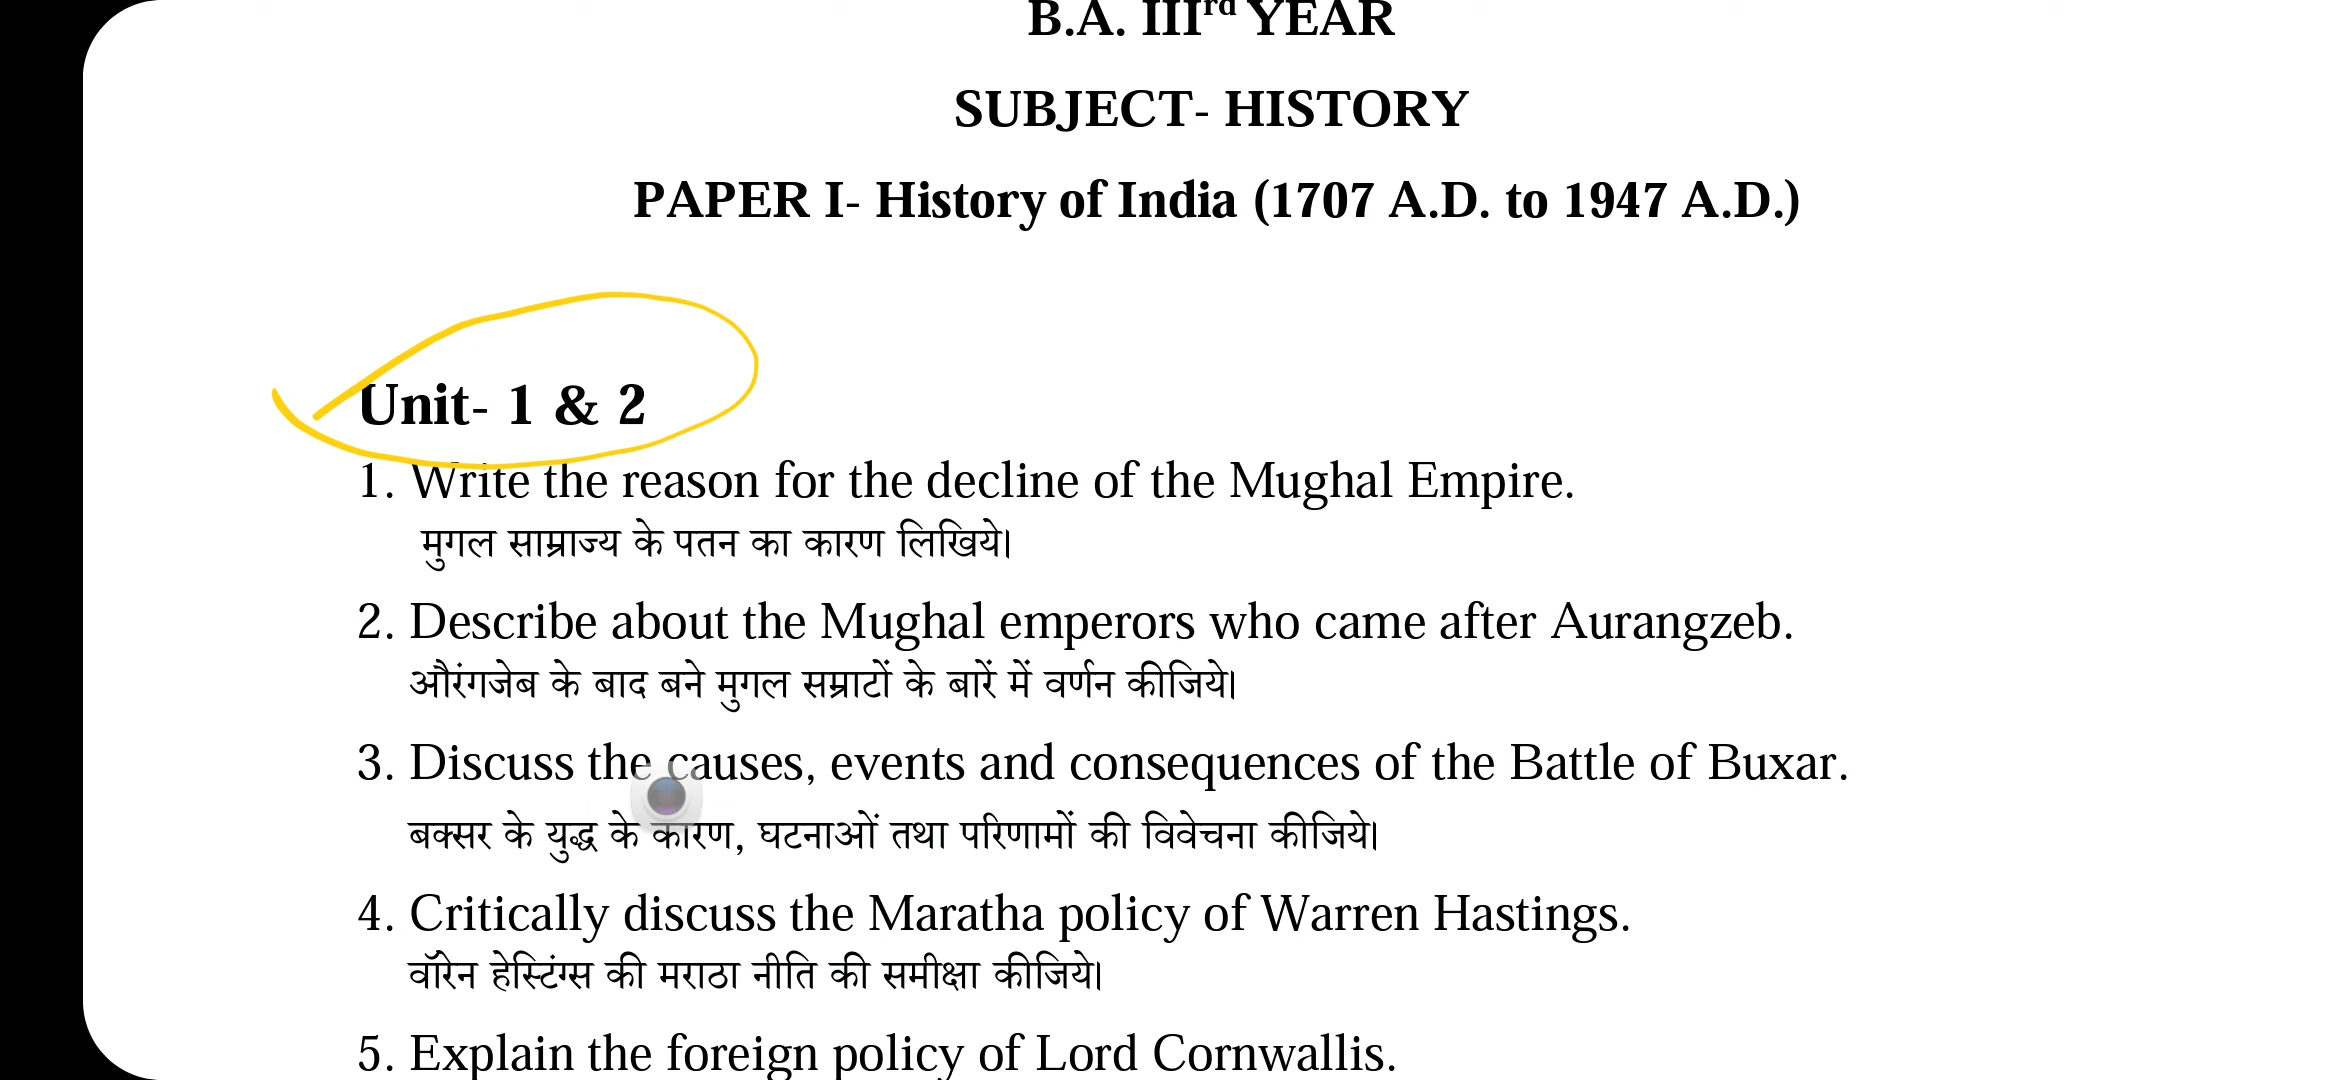 B.A. IIIrd YEAR
SUBJECT- HISTORY
PAPER I- History of India (1707 A.D. to 1947 A.D.)
Unit- 1 & 2
1. Write the reason for the decline of the Mughal Empire.
मुगल साम्राज्य के पतन का कारण लिखिये।
2. Describe about the Mughal emperors who came after Aurangzeb.
औरंगजेब के बाद बने मुगल सम्राटों के बारें में वर्णन कीजिये।
3. Discuss the causes, events and consequences of the Battle of Buxar.
बक्सर के युद्ध के कारण, घटनाओं तथा परिणामों की विवेचना कीजिये।
4. Critically discuss the Maratha policy of Warren Hastings.
वॉरेन हेस्टिंग्स की मराठा नीति की समीक्षा कीजिये।
5. Explain the foreign policy of Lord Cornwallis.